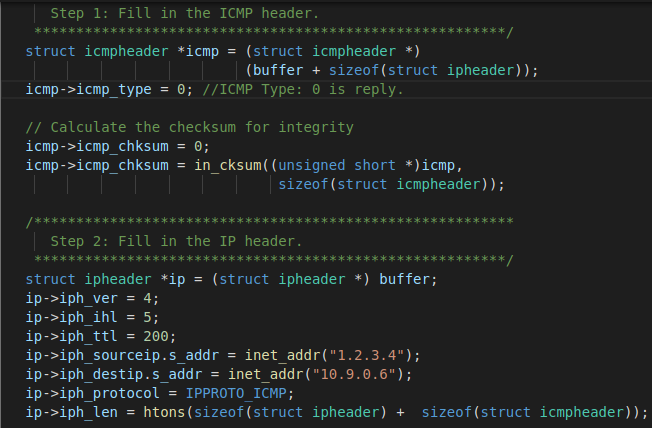 Step 1: Fill in the ICMP header.
********************************************************/
struct icmpheader *icmp = (struct icmpheader *)
(buffer + sizeof(struct ipheader));
icmp->icmp_type = 0; //ICMP Type: 0 is reply.
// Calculate the checksum for integrity
icmp->icmp_chksum = 0;
icmp->icmp_chksum = in_cksum((unsigned short *)icmp,
sizeof(struct icmpheader));
/*********************************************************
Step 2: Fill in the IP header.
********************************************************/
struct ipheader *ip = (struct ipheader *) buffer;
ip->iph_ver = 4;
ip->iph_ihl = 5;
ip->iph_ttl = 200;
ip->iph_sourceip.s_addr = inet_addr("1.2.3.4");
ip->iph_destip.s_addr = inet_addr("10.9.0.6");
ip->iph_protocol = IPPROTO_ICMP;
ip->iph_len = htons(sizeof(struct ipheader) +  sizeof(struct icmpheader));